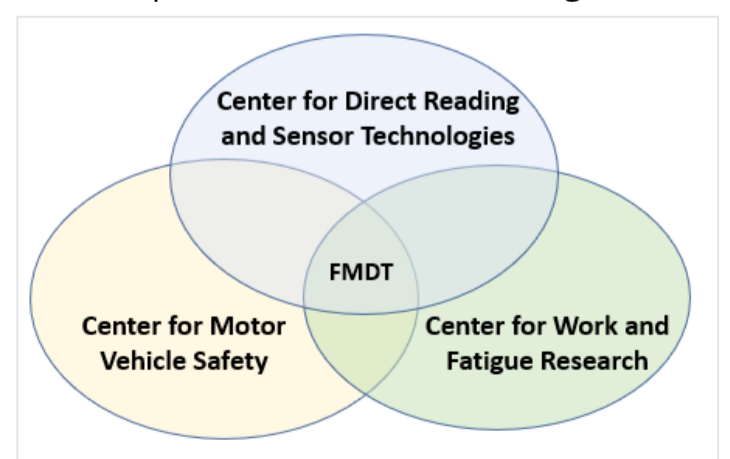 Center for Direct Reading
and Sensor Technologies
FMDT
Center for Motor
Vehicle Safety
Center for Work and
Fatigue Research